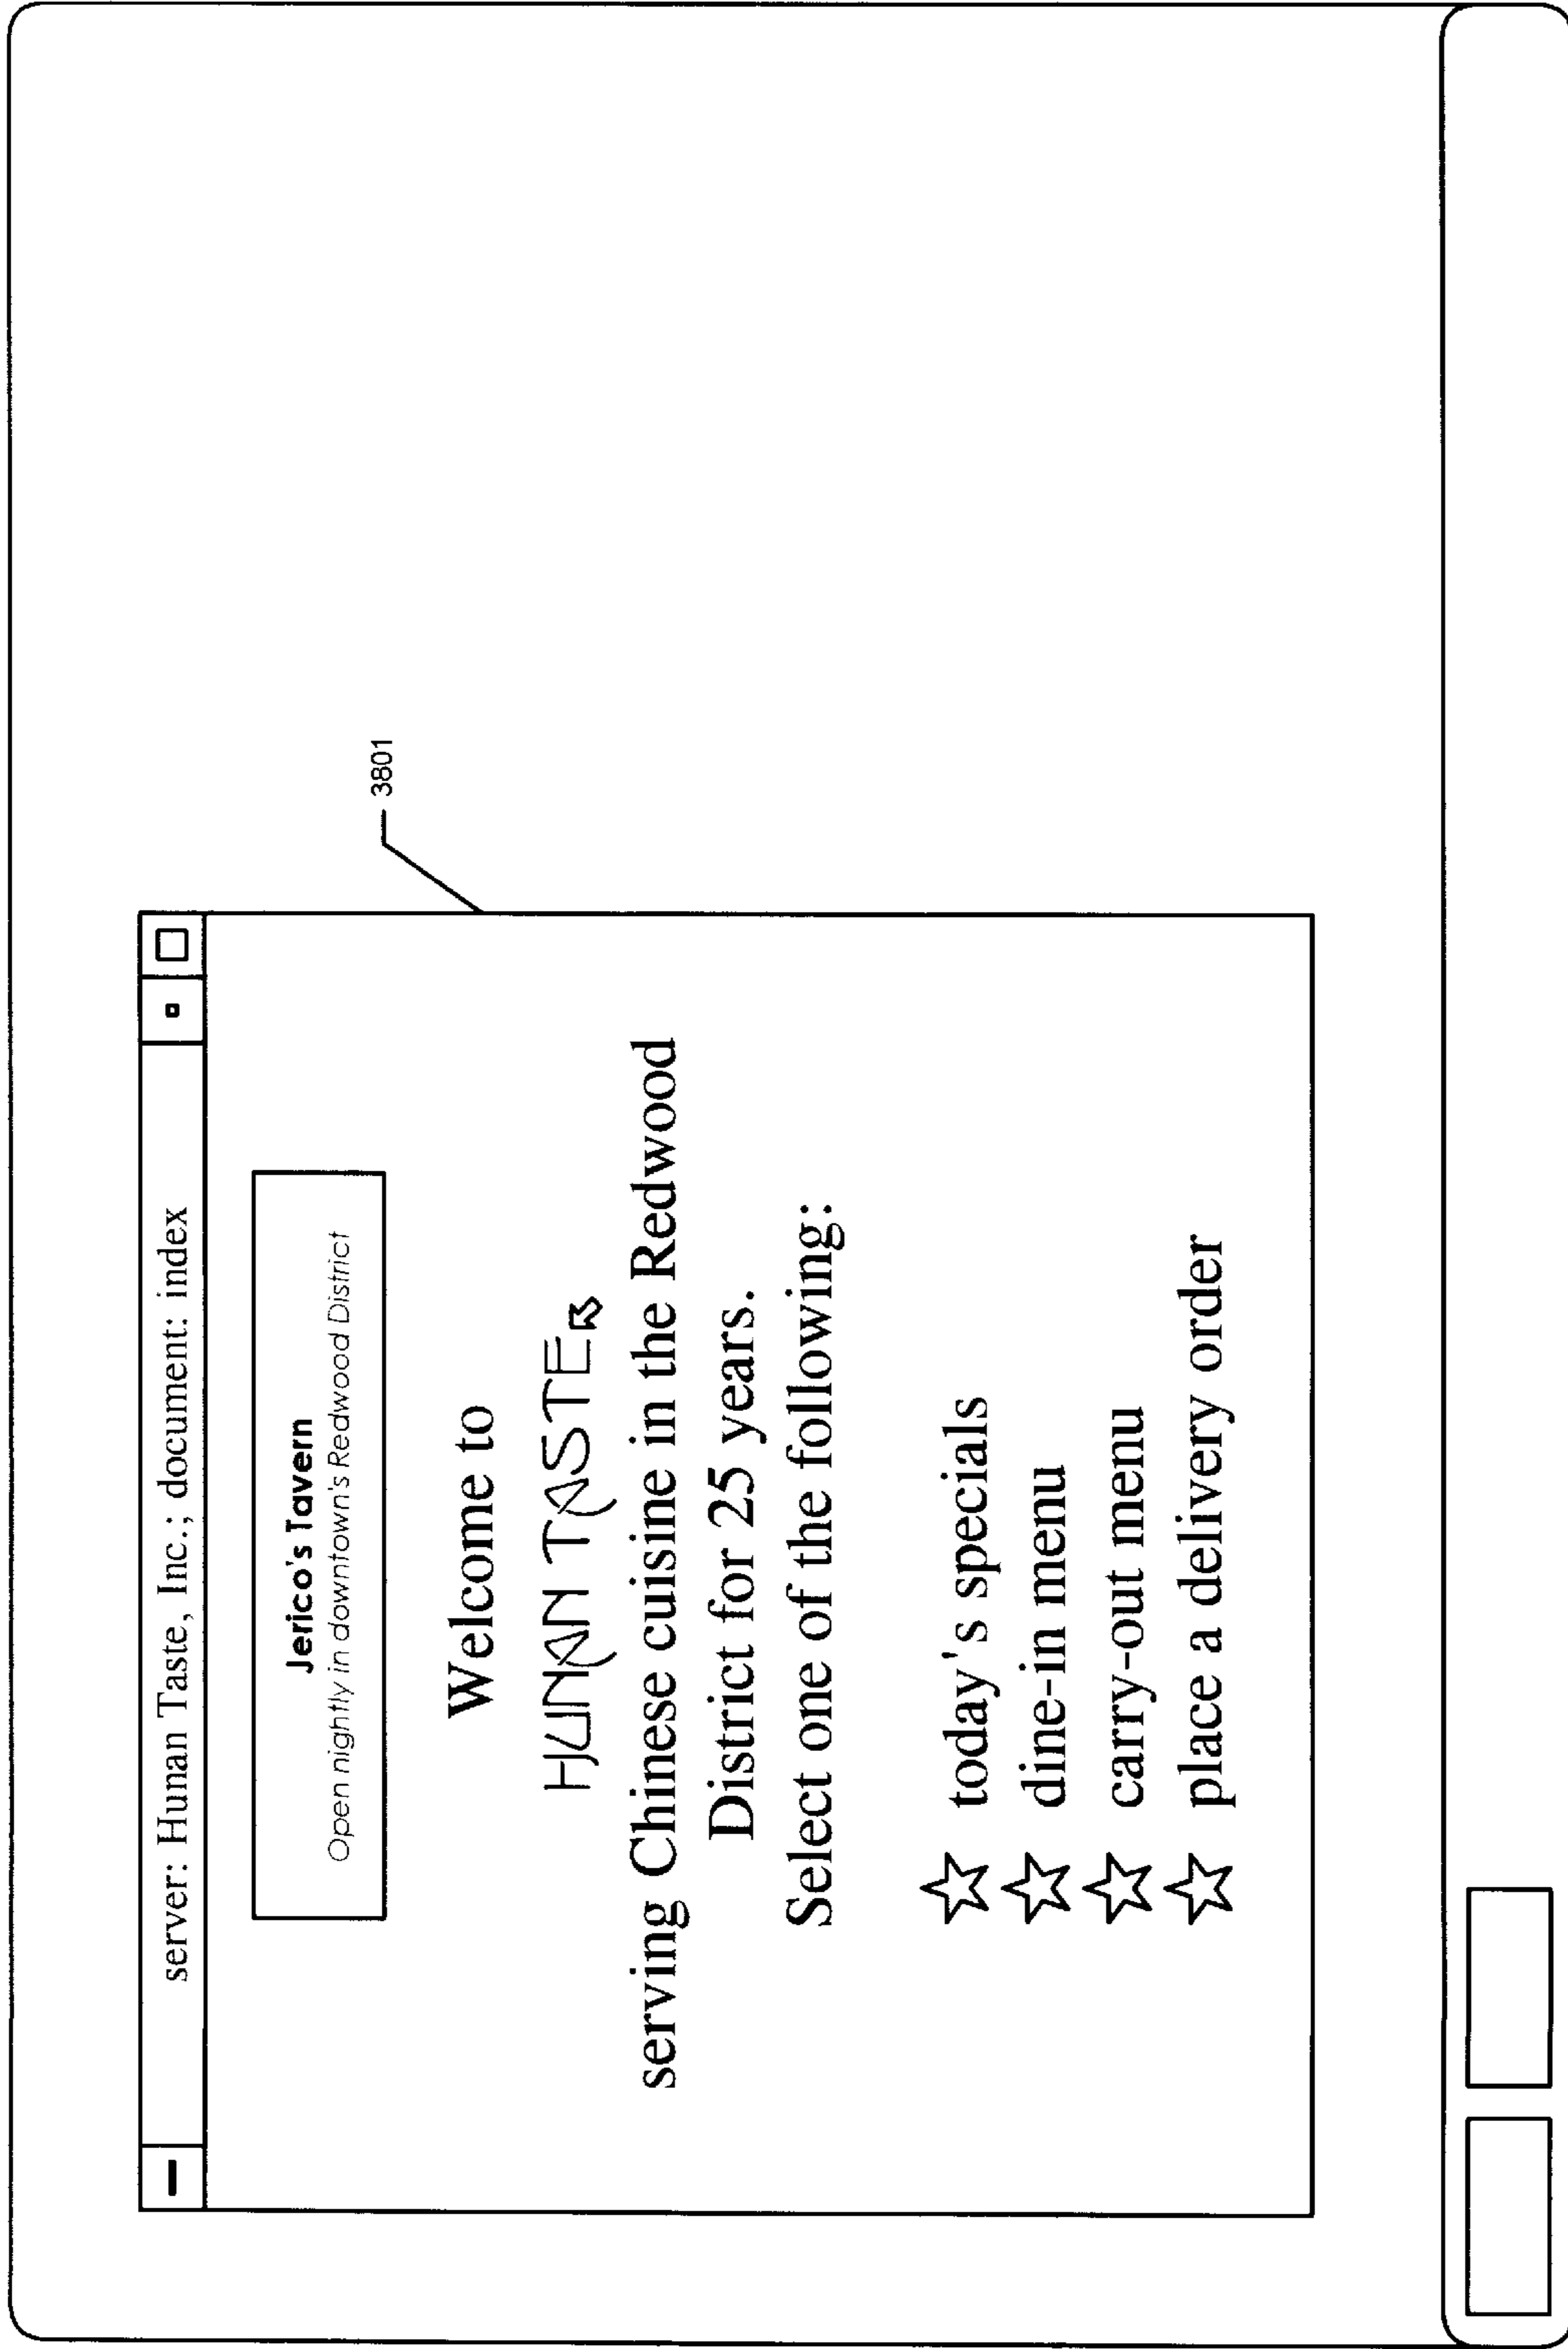 server: Hunan Taste, Inc.; document: index
Jerico's Tavern
Open nightly in downtown's Redwood District
3801
Welcome to
HUNAN TASTE
serving Chinese cuisine in the Redwood
District for 25 years.
Select one of the following:
today's specials
dine-in menu
carry-out menu
place a delivery order